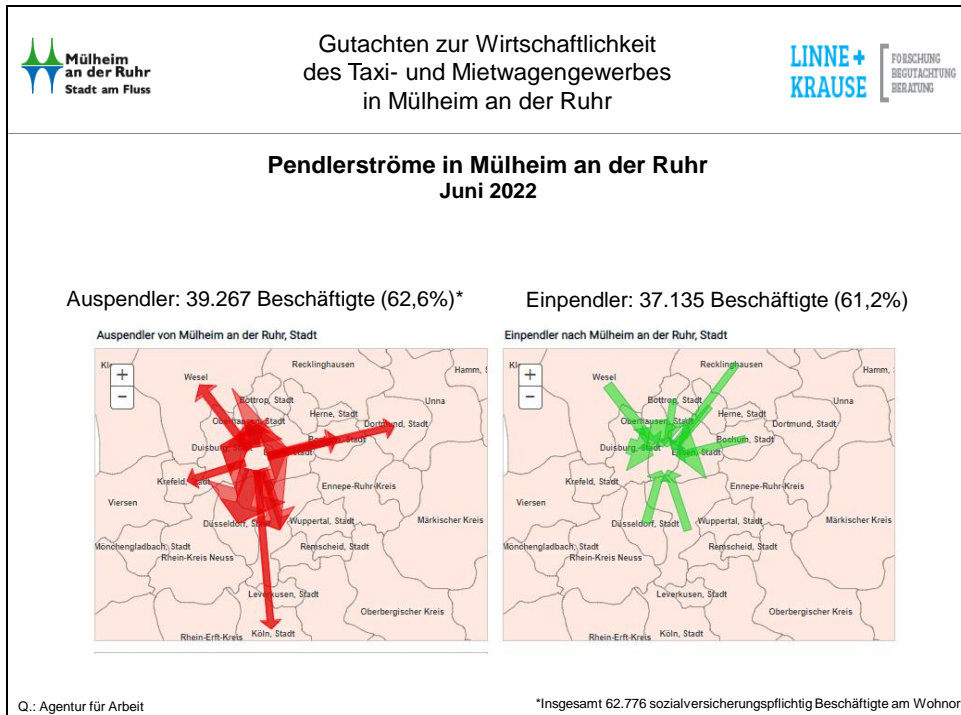 Mülheim
an der Ruhr
Stadt am Fluss
Gutachten zur Wirtschaftlichkeit
des Taxi- und Mietwagengewerbes
in Mülheim an der Ruhr
LINNE+
KRAUSE
FORSCHUNG
BEGUTACHTUNG
BERATUNG
Pendlerströme in Mülheim an der Ruhr
Juni 2022
Auspendler: 39.267 Beschäftigte (62,6%)*
Auspendler von Mülheim an der Ruhr, Stadt
+
−
Wesel
Recklinghausen
Hamm,
Bottrop, Stadt
Unna
Herne, Stadt
Oberhausen, Stadt
Dortmund, Stadt
Bochum, Stadt
Duisburg, Stadt
Stadt
Krefeld, Stadt
Ennepe-Ruhr-Kreis
Viersen
Düsseldorf, Stadt
Wuppertal, Stadt
Märkischer Kreis
Mönchengladbach, Stadt
Remscheid, Stadt
Rhein-Kreis Neuss
Leverkusen, Stadt
Oberbergischer Kreis
Rhein-Erft-Kreis
Köln, Stadt
Einpendler: 37.135 Beschäftigte (61,2%)
Einpendler nach Mülheim an der Ruhr, Stadt
+
−
Wesel
Recklinghausen
Hamm,
Bottrop, Stadt
Unna
Herne, Stadt
Oberhausen, Stadt
Dortmund, Stadt
Bochum, Stadt
Duisburg, Stadt
Essen, Stadt
Krefeld, Stadt
Ennepe-Ruhr-Kreis
Viersen
Düsseldorf, Stadt
Wuppertal, Stadt
Märkischer Kreis
Mönchengladbach, Stadt
Remscheid, Stadt
Rhein-Kreis Neuss
Leverkusen, Stadt
Oberbergischer Kreis
Rhein-Erft-Kreis
Köln, Stadt
Q.: Agentur für Arbeit
*Insgesamt 62.776 sozialversicherungspflichtig Beschäftigte am Wohnor